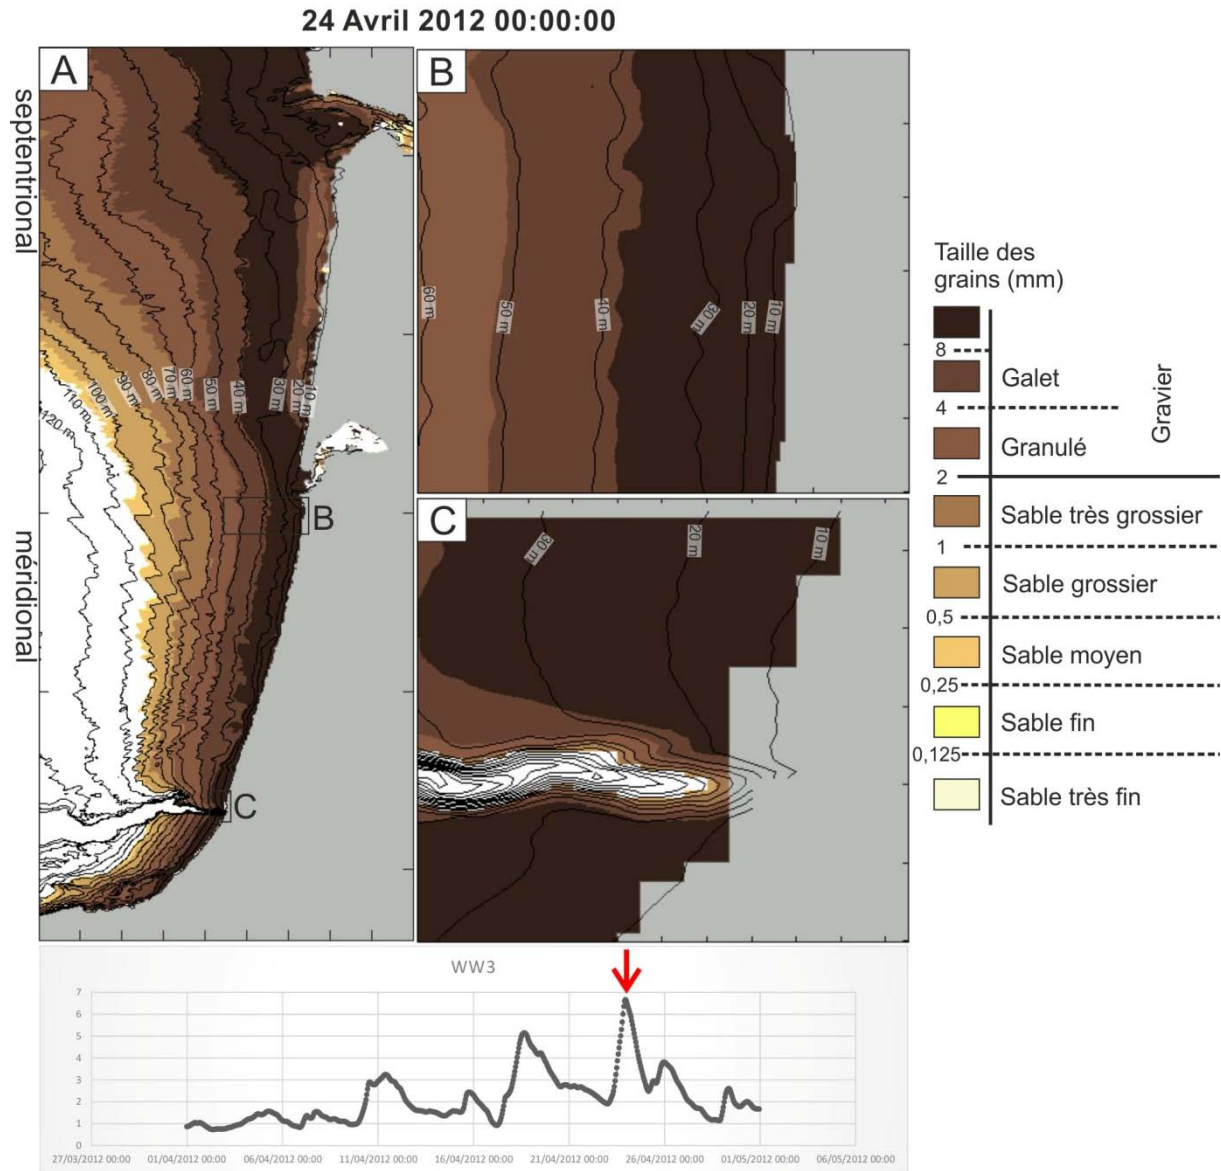 24 Avril 2012 00:00:00
A
septentrional
méridional
120 m
110 m
100 m
90 m
80 m
70 m
60 m
50 m
40 m
30 m
20 m
10 m
B
C
B
60 m
50 m
40 m
30 m
20 m
10 m
C
30 m
20 m
10 m
Taille des
grains (mm)
8
Galet
4
Gravier
Granulé
2
Sable très grossier
1
Sable grossier
0,5
Sable moyen
0,25
Sable fin
0,125
Sable très fin
WW3
7
6
5
4
3
2
1
0
27/03/2012 00:00 01/04/2012 00:00 06/04/2012 00:00 11/04/2012 00:00 16/04/2012 00:00 21/04/2012 00:00 26/04/2012 00:00 01/05/2012 00:00 06/05/2012 00:00